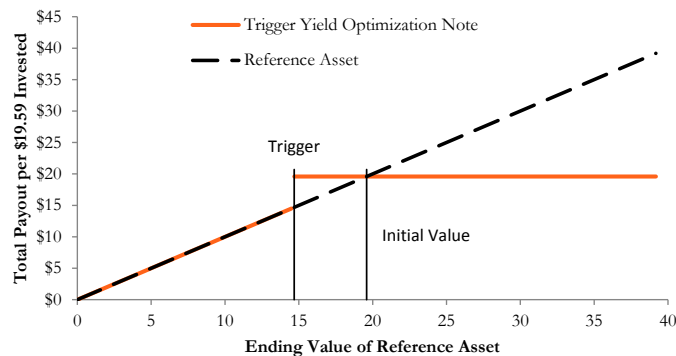 $45
$40
$35
$30
$25
$20
$15
$10
$5
$0
Total Payout per $19.59 Invested
Trigger Yield Optimization Note
Reference Asset
Trigger
Initial Value
0 5 10 15 20 25 30 35 40
Ending Value of Reference Asset